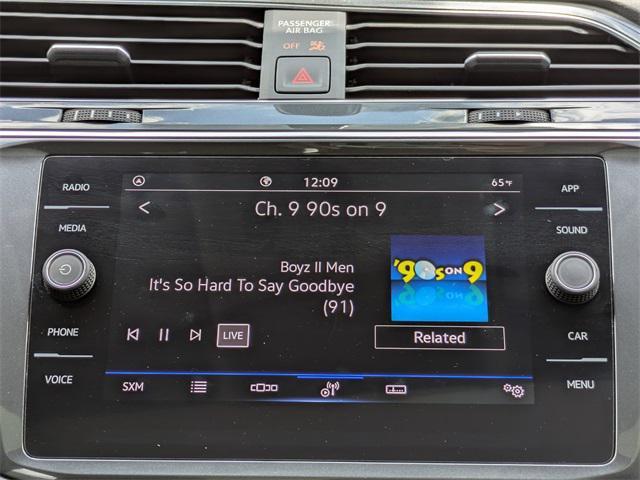 PASSENGER
AIR BAG
OFF
RADIO
MEDIA
PHONE
VOICE
12:09
65°F
< Ch. 9 90s on 9 >
Boyz II Men
It's So Hard To Say Goodbye
(91)
LIVE
'90s ON 9
Related
SXM
APP
SOUND
CAR
MENU